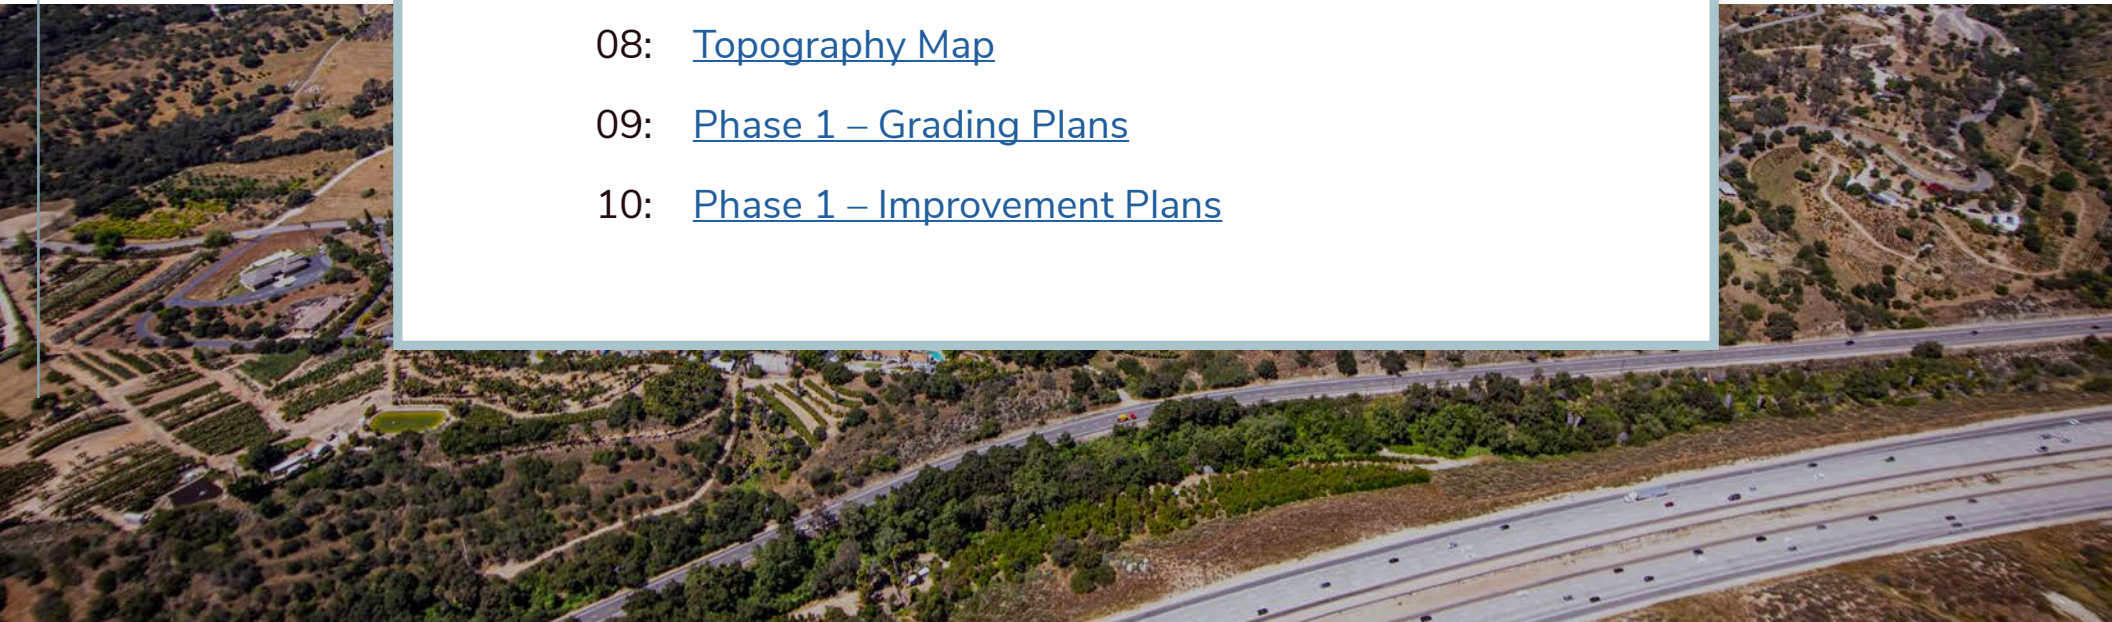 08: Topography Map
09: Phase 1 – Grading Plans
10: Phase 1 – Improvement Plans